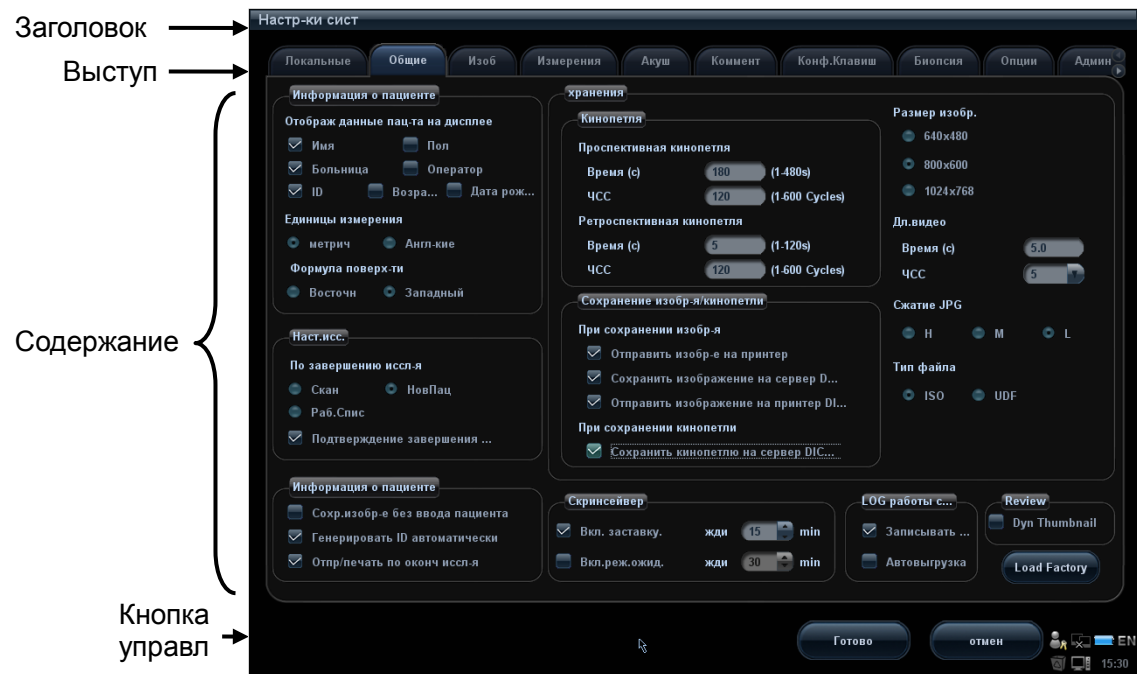 Заголовок
Выступ
Содержание
Кнопка
управл
Настр-ки сист
Локальные Общие Изоб Измерения Акуш Коммент Конф.Клавиш Биопсия Опции Админ
Информация о пациенте
Отображ данные пац-та на дисплее
Имя Пол
Больница Оператор
ID Возра... Дата рож...
Единицы измерения
метрич Англ-кие
Формула поверх-ти
Восточн Западный
Наст.исс.
По завершению иссл-я
Скан НовПац
Раб.Спис
Подтверждение завершения ...
Информация о пациенте
Сохр.изобр-е без ввода пациента
Генерировать ID автоматически
Отпр/печать по оконч иссл-я
хранения
Кинопетля
Проспективная кинопетля
Время (с) 180 (1-480s)
ЧСС 120 (1-600 Cycles)
Ретроспективная кинопетля
Время (с) 5 (1-120s)
ЧСС 120 (1-600 Cycles)
Сохранение изобр-я/кинопетли
При сохранении изобр-я
Отправить изобр-е на принтер
Сохранить изображение на сервер D...
Отправить изображение на принтер DI...
При сохранении кинопетли
Сохранить кинопетлю на сервер DIC...
Размер изобр.
640x480
800x600
1024x768
Дл.видео
Время (с) 5.0
ЧСС 5
Сжатие JPG
H M L
Тип файла
ISO UDF
Скринсейвер
Вкл. заставку. жди 15 min
Вкл.реж.ожид. жди 30 min
LOG работы с...
Записывать ...
Автовыгрузка
Review
Dyn Thumbnail
Load Factory
Готово отмен
EN
15:30